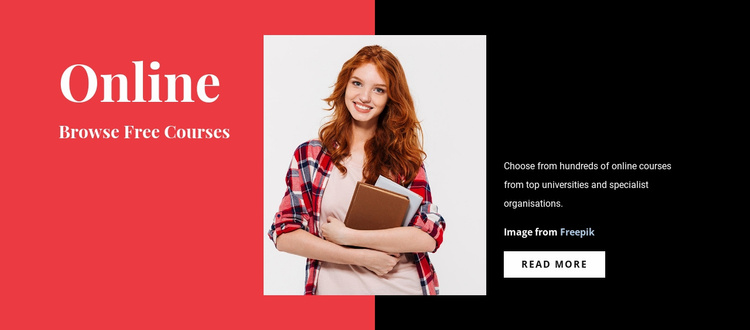 Online
Browse Free Courses
Choose from hundreds of online courses
from top universities and specialist
organisations.
Image from Freepik
READ MORE